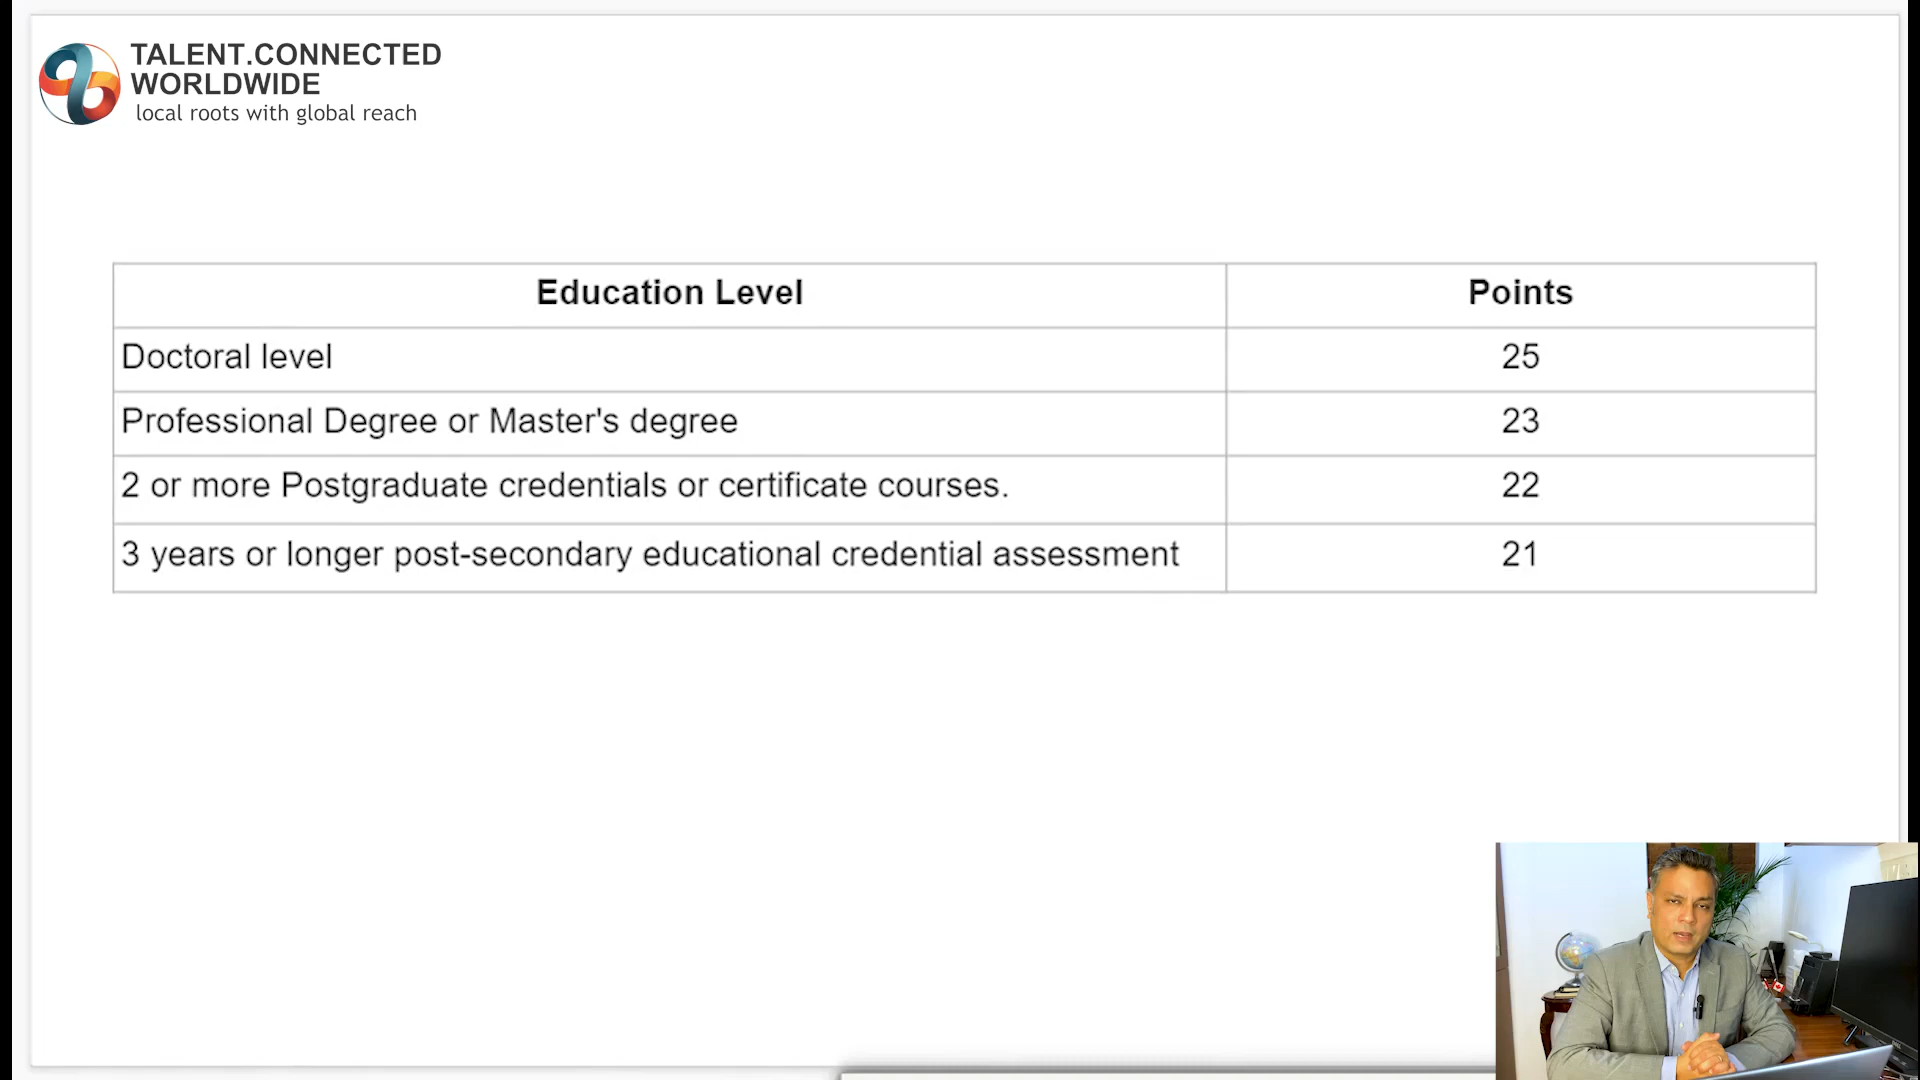 TALENT.CONNECTED
WORLDWIDE
local roots with global reach
Education Level Points
Doctoral level 25
Professional Degree or Master's degree 23
2 or more Postgraduate credentials or certificate courses. 22
3 years or longer post-secondary educational credential assessment 21